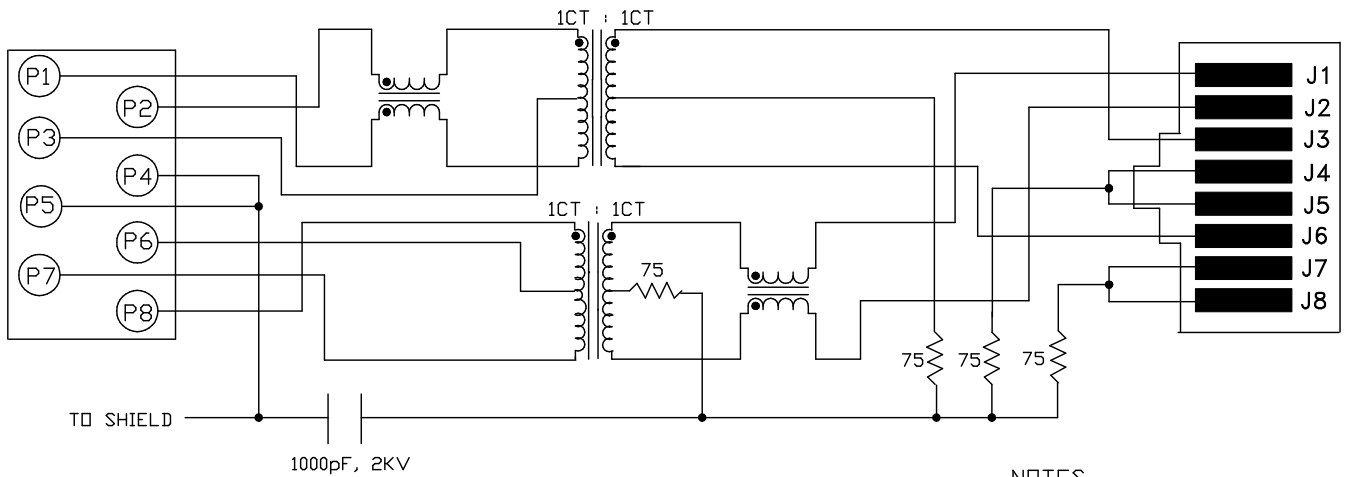 1CT : 1CT
P1
P2
P3
P4
P5
P6
P7
P8
J1
J2
J3
J4
J5
J6
J7
J8
1CT : 1CT
75
75
75
75
TO SHIELD
1000pF, 2KV
NOTES